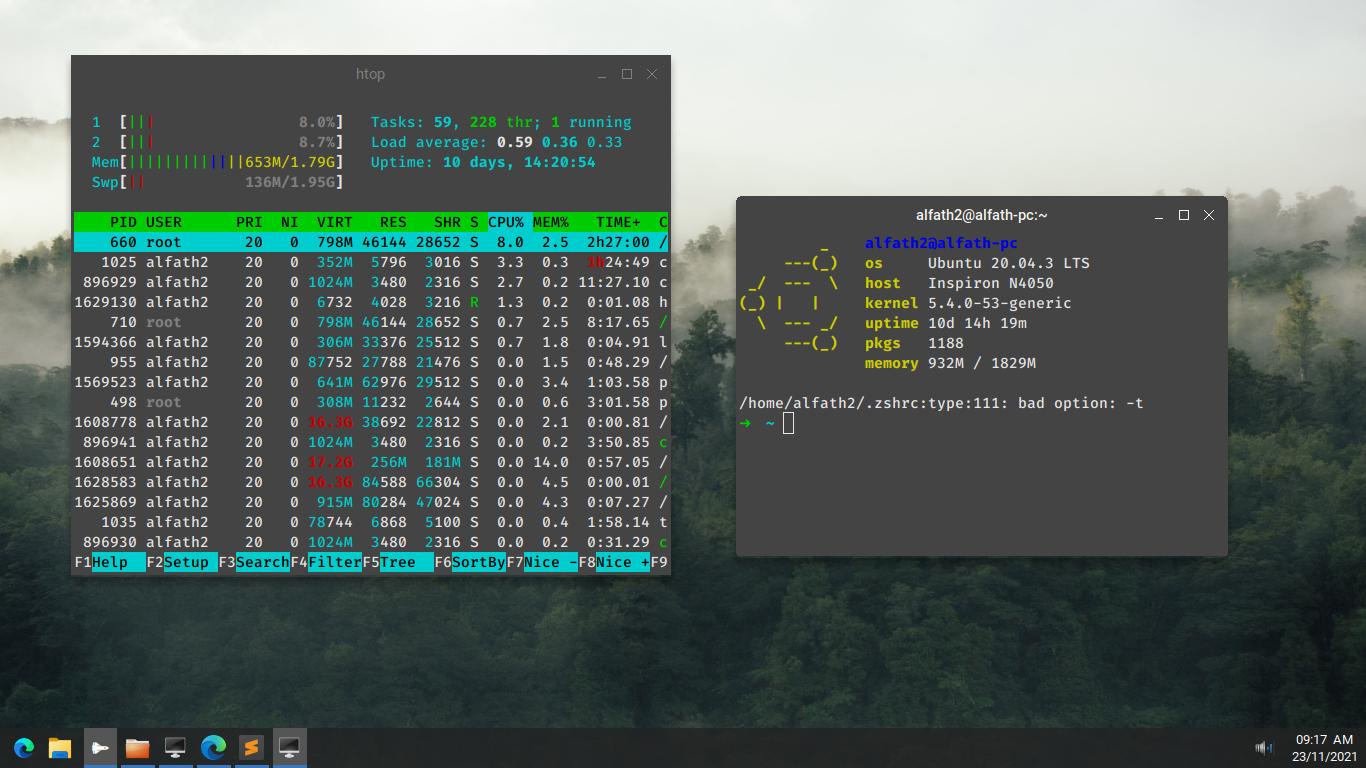 htop
1 [||| 8.0%] Tasks: 59, 228 thr; 1 running
2 [||| 8.7%] Load average: 0.59 0.36 0.33
Mem[|||||||||||||653M/1.79G] Uptime: 10 days, 14:20:54
Swp[|| 136M/1.95G]
PID USER PRI NI VIRT RES SHR S CPU% MEM% TIME+ C
660 root 20 0 798M 46144 28652 S 8.0 2.5 2h27:00 /
1025 alfath2 20 0 352M 5796 3016 S 3.3 0.3 1h24:49 c
896929 alfath2 20 0 1024M 3480 2316 S 2.7 0.2 11:27.10 c
1629130 alfath2 20 0 6732 4028 3216 R 1.3 0.2 0:01.08 h
710 root 20 0 798M 46144 28652 S 0.7 2.5 8:17.65 /
1594366 alfath2 20 0 306M 33376 25512 S 0.7 1.8 0:04.91 l
955 alfath2 20 0 87752 27788 21476 S 0.0 1.5 0:48.29 /
1569523 alfath2 20 0 641M 62976 29512 S 0.0 3.4 1:03.58 p
498 root 20 0 308M 11232 2644 S 0.0 0.6 3:01.58 p
1608778 alfath2 20 0 16.3G 38692 22812 S 0.0 2.1 0:00.81 /
896941 alfath2 20 0 1024M 3480 2316 S 0.0 0.2 3:50.85 c
1608651 alfath2 20 0 17.2G 256M 181M S 0.0 14.0 0:57.05 /
1628583 alfath2 20 0 16.3G 84588 66304 S 0.0 4.5 0:00.01 /
1625869 alfath2 20 0 915M 80284 47024 S 0.0 4.3 0:07.27 /
1035 alfath2 20 0 78744 6868 5100 S 0.0 0.4 1:58.14 t
896930 alfath2 20 0 1024M 3480 2316 S 0.0 0.2 0:31.29 c
F1Help F2Setup F3SearchF4FilterF5Tree F6SortByF7Nice -F8Nice +F9
alfath2@alfath-pc:~
alfath2@alfath-pc
os Ubuntu 20.04.3 LTS
host Inspiron N4050
kernel 5.4.0-53-generic
uptime 10d 14h 19m
pkgs 1188
memory 932M / 1829M
/home/alfath2/.zshrc:type:111: bad option: -t
➜ ~
09:17 AM
23/11/2021